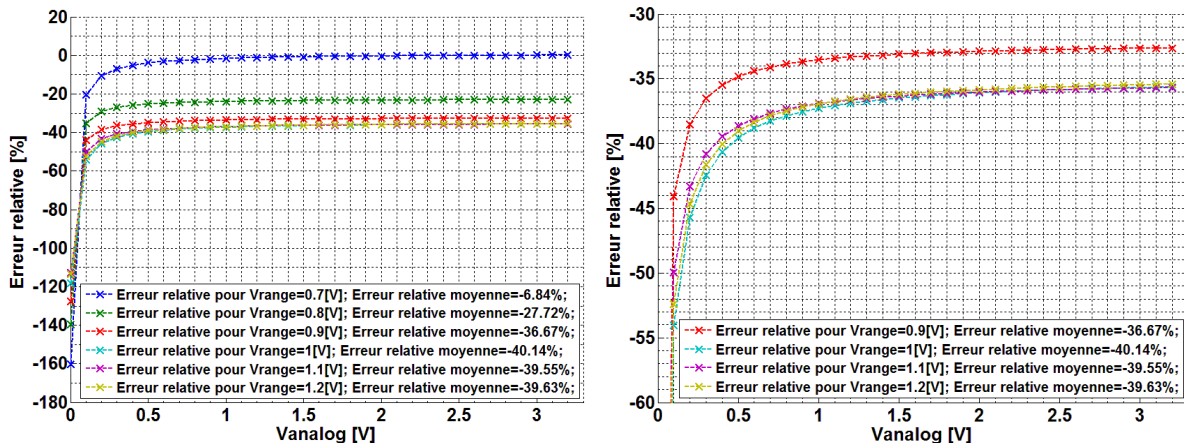 20
0
-20
-40
-60
-80
-100
-120
-140
-160
-180
0
0.5
1
1.5
2
2.5
3
Erreur relative [%]
Vanalog [V]
Erreur relative pour Vrange=0.7[V]; Erreur relative moyenne=-6.84%;
Erreur relative pour Vrange=0.8[V]; Erreur relative moyenne=-27.72%;
Erreur relative pour Vrange=0.9[V]; Erreur relative moyenne=-36.67%;
Erreur relative pour Vrange=1[V]; Erreur relative moyenne=-40.14%;
Erreur relative pour Vrange=1.1[V]; Erreur relative moyenne=-39.55%;
Erreur relative pour Vrange=1.2[V]; Erreur relative moyenne=-39.63%;
-30
-35
-40
-45
-50
-55
-60
0
0.5
1
1.5
2
2.5
3
Erreur relative [%]
Vanalog [V]
Erreur relative pour Vrange=0.9[V]; Erreur relative moyenne=-36.67%;
Erreur relative pour Vrange=1[V]; Erreur relative moyenne=-40.14%;
Erreur relative pour Vrange=1.1[V]; Erreur relative moyenne=-39.55%;
Erreur relative pour Vrange=1.2[V]; Erreur relative moyenne=-39.63%;